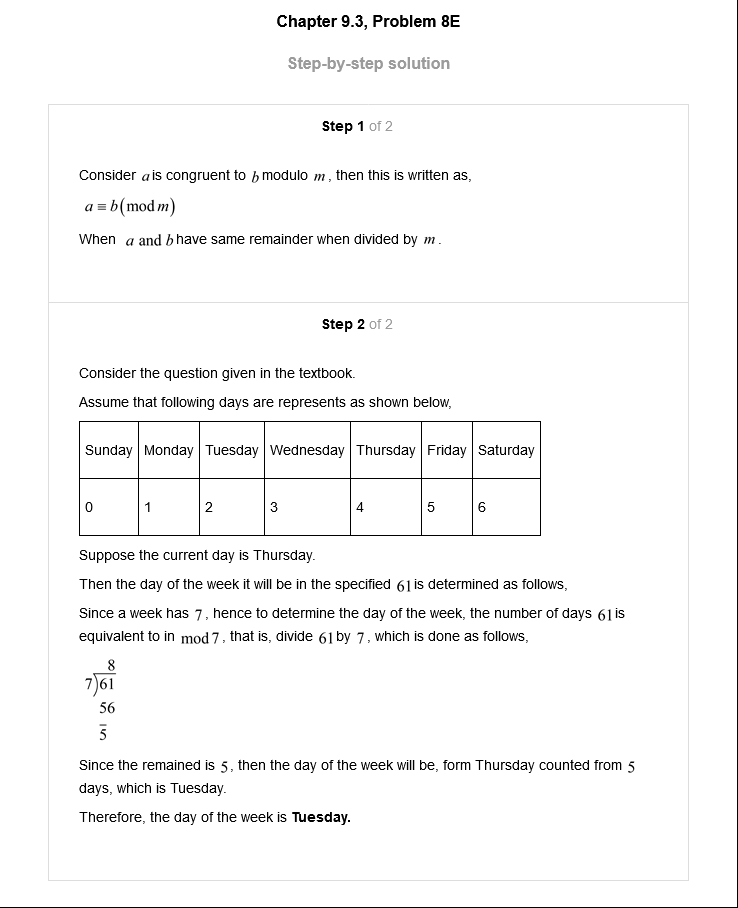 Chapter 9.3, Problem 8E
Step-by-step solution
Step 1 of 2
Consider a is congruent to b modulo m, then this is written as,
a ≡ b(mod m)
When a and b have same remainder when divided by m.
Step 2 of 2
Consider the question given in the textbook.
Assume that following days are represents as shown below,
Sunday Monday Tuesday Wednesday Thursday Friday Saturday
0 1 2 3 4 5 6
Suppose the current day is Thursday.
Then the day of the week it will be in the specified 61 is determined as follows,
Since a week has 7, hence to determine the day of the week, the number of days 61 is
equivalent to in mod 7, that is, divide 61 by 7, which is done as follows,
8
7)61
56
5
Since the remained is 5, then the day of the week will be, form Thursday counted from 5
days, which is Tuesday.
Therefore, the day of the week is Tuesday.